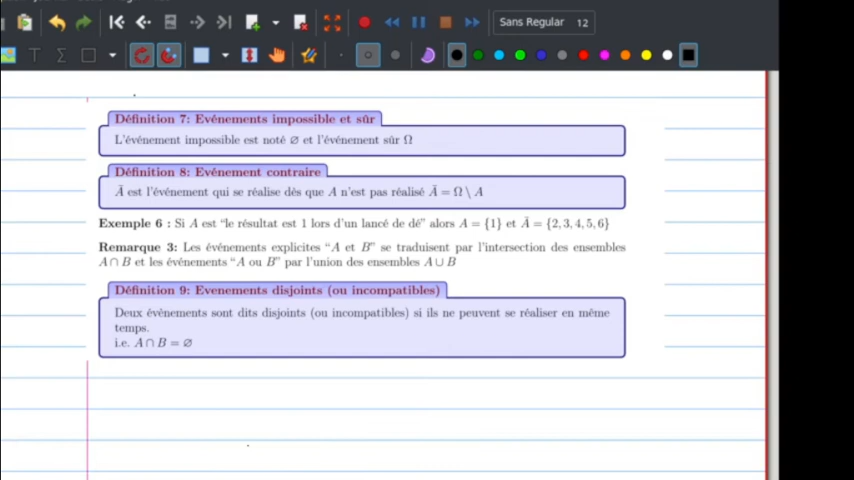 Sans Regular 12
Définition 7: Evénements impossible et sûr
L'événement impossible est noté ∅ et l'événement sûr Ω
Définition 8: Evénement contraire
Ā est l'événement qui se réalise dès que A n'est pas réalisé Ā = Ω \ A
Exemple 6 : Si A est "le résultat est 1 lors d'un lancé de dé" alors A = {1} et Ā = {2, 3, 4, 5, 6}
Remarque 3: Les événements explicites "A et B" se traduisent par l'intersection des ensembles
A ∩ B et les événements "A ou B" par l'union des ensembles A ∪ B
Définition 9: Evenements disjoints (ou incompatibles)
Deux événements sont dits disjoints (ou incompatibles) si ils ne peuvent se réaliser en même
temps.
i.e. A ∩ B = ∅